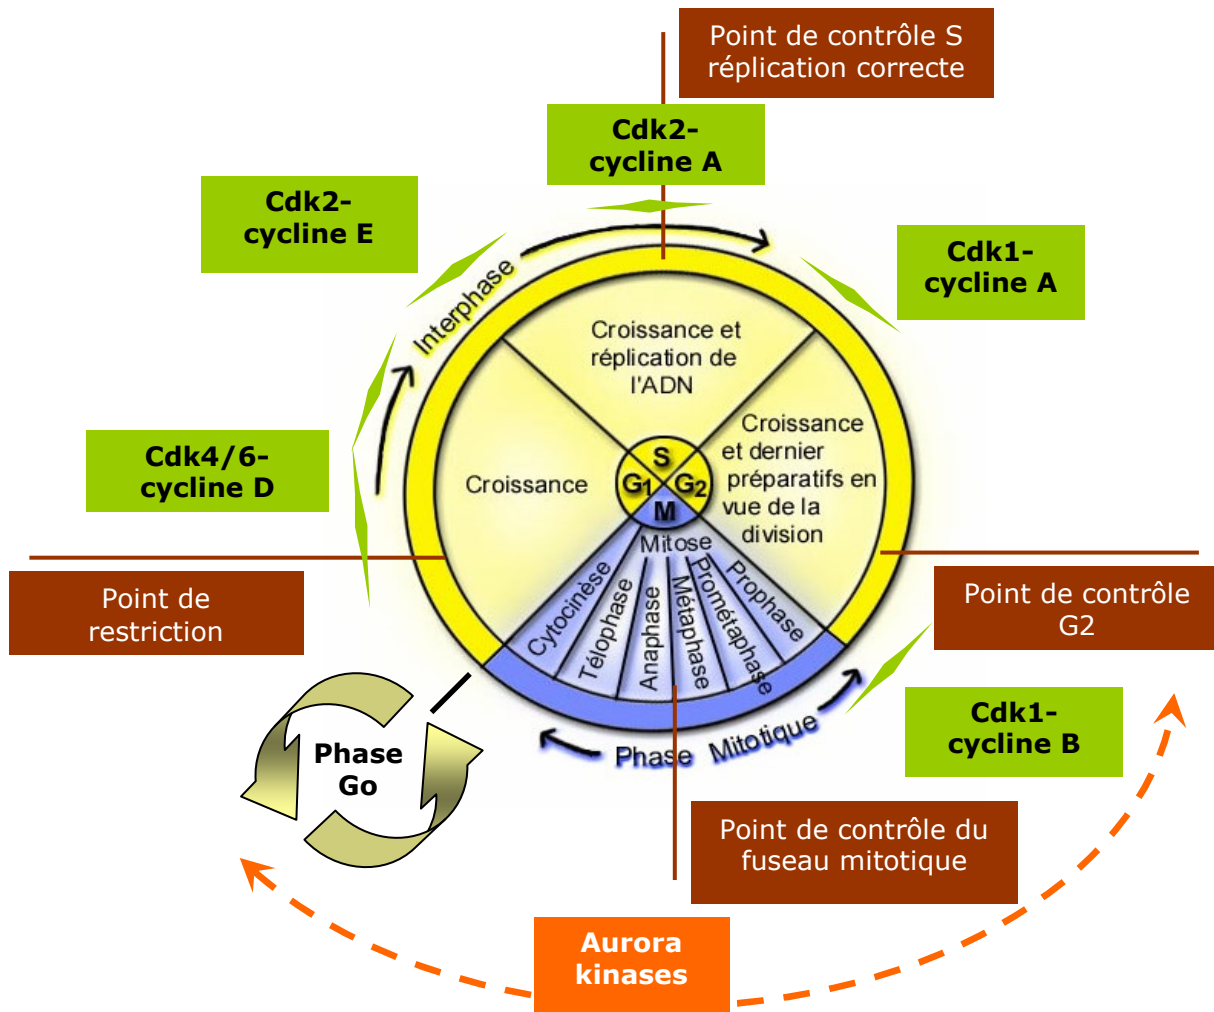 Point de contrôle S
réplication correcte
Cdk2-
cycline A
Cdk2-
cycline E
Cdk1-
cycline A
Interphase
Croissance et
réplication de
l'ADN
Croissance
et dernier
préparatifs en
vue de la
division
Cdk4/6-
cycline D
Croissance
S
G1
G2
M
Mitose
Cytocinèse
Télophase
Anaphase
Métaphase
Prométaphase
Prophase
Point de
restriction
Point de contrôle
G2
Phase Mitotique
Cdk1-
cycline B
Phase
Go
Point de contrôle du
fuseau mitotique
Aurora
kinases